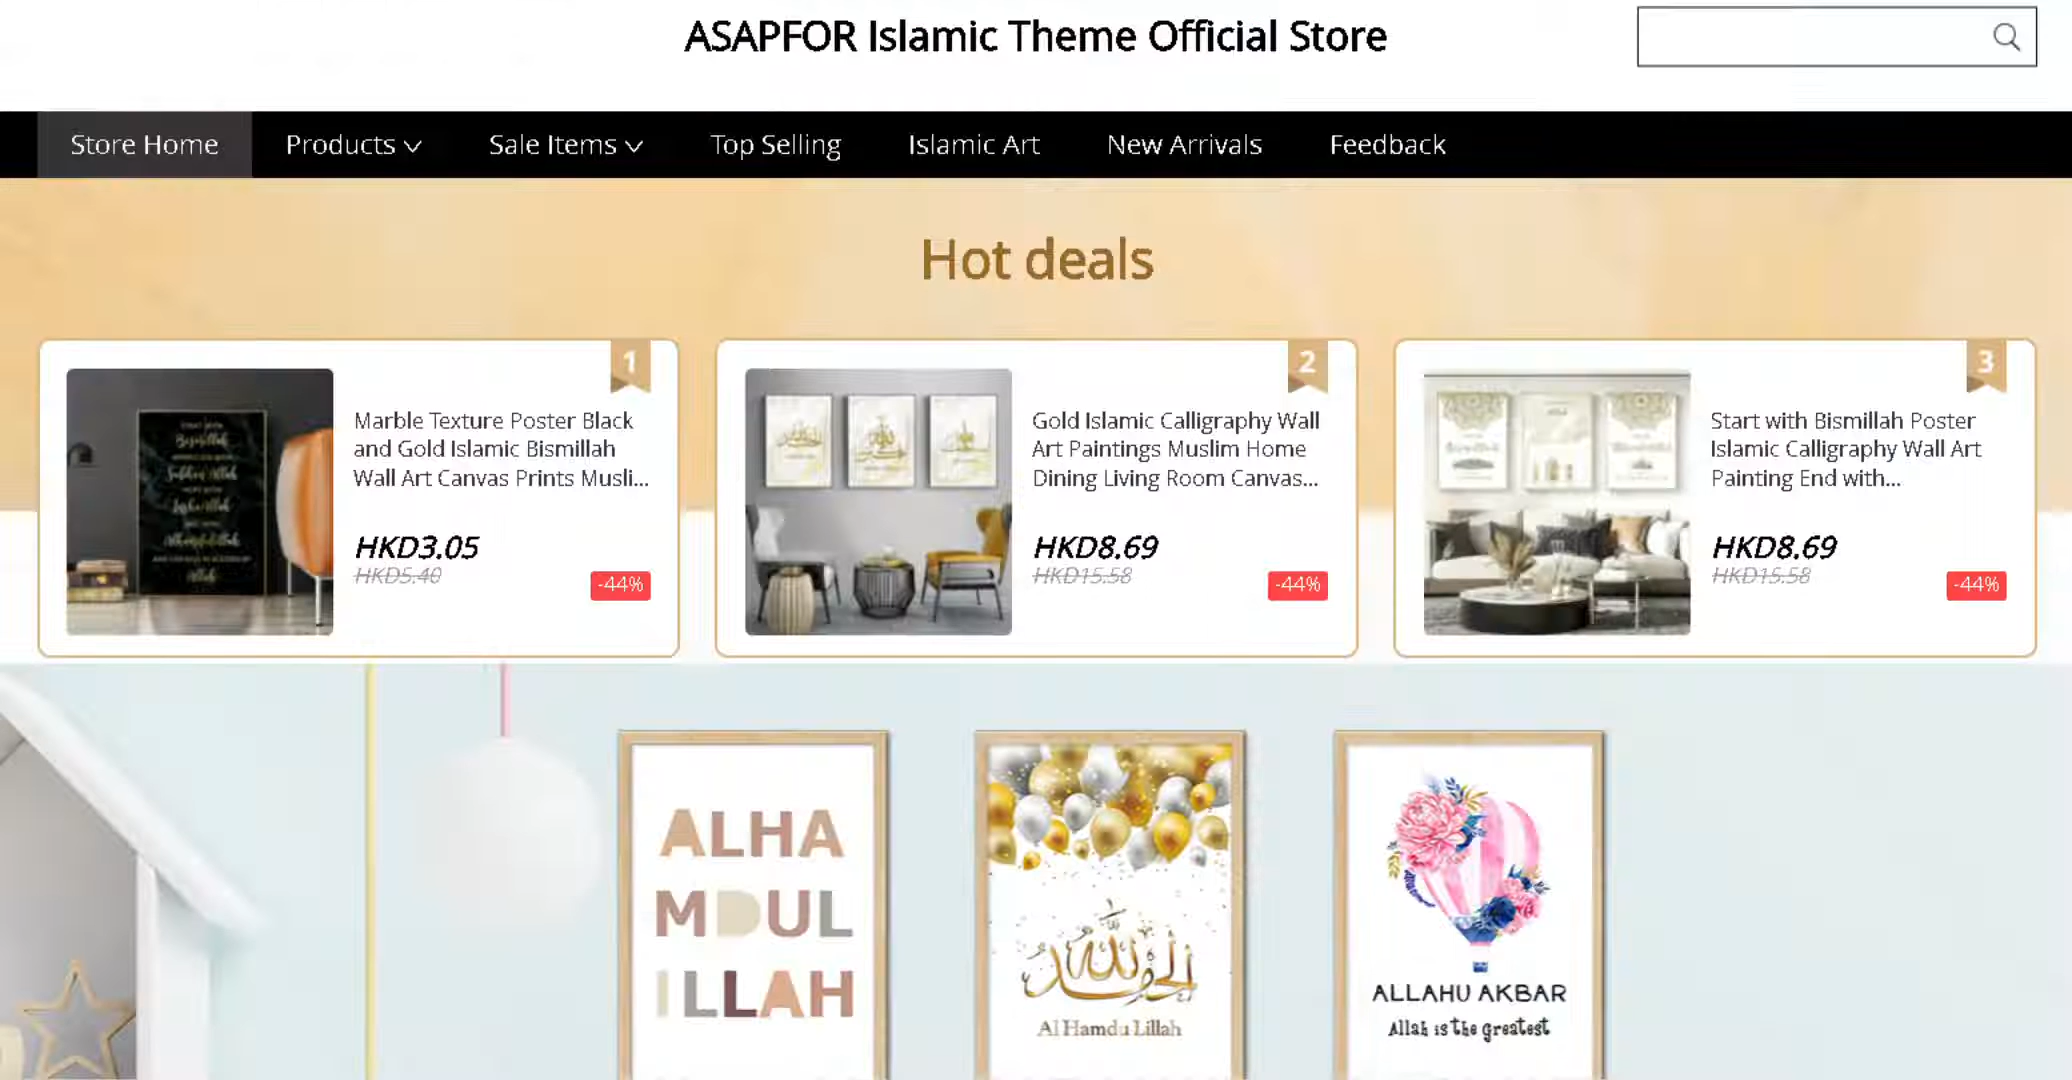 ASAPFOR Islamic Theme Official Store
Store Home
Products
Sale Items
Top Selling
Islamic Art
New Arrivals
Feedback
Hot deals
1
Bismillah
Subhan Allah
Allah
Marble Texture Poster Black
and Gold Islamic Bismillah
Wall Art Canvas Prints Musli...
HKD3.05
HKD5.40
-44%
2
Gold Islamic Calligraphy Wall
Art Paintings Muslim Home
Dining Living Room Canvas...
HKD8.69
HKD15.58
-44%
3
Start with Bismillah Poster
Islamic Calligraphy Wall Art
Painting End with...
HKD8.69
HKD15.58
-44%
ALHA
MDUL
ILLAH
الحمد لله
Al Hamdu Lillah
ALLAHU AKBAR
Allah is the greatest